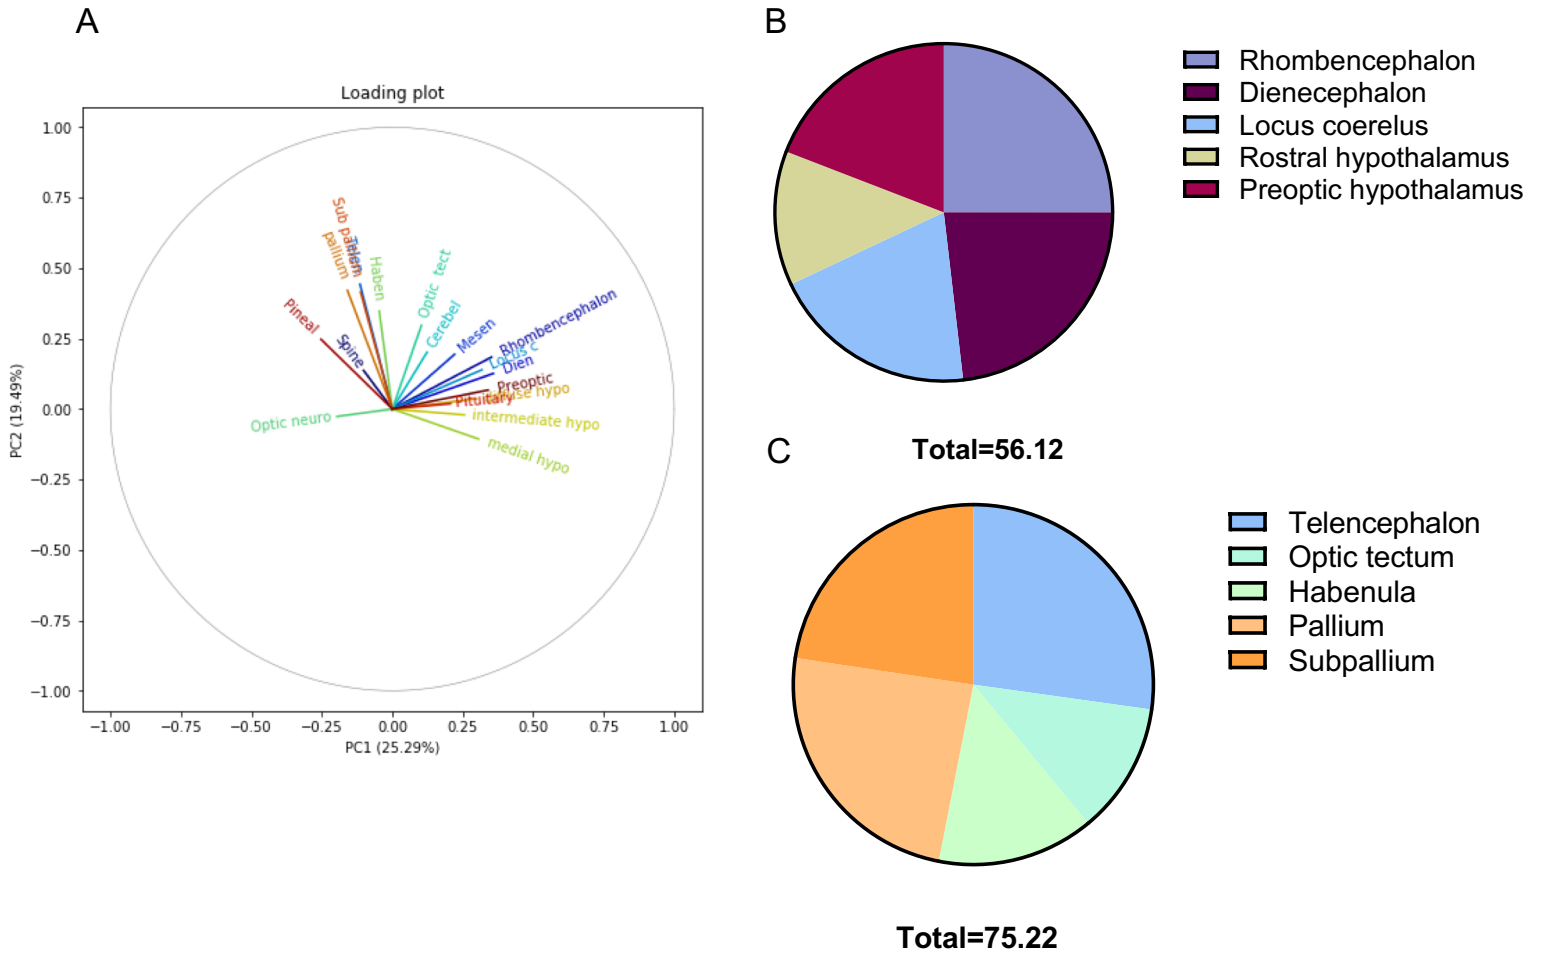 A
Loading plot
1.00
0.75
0.50
0.25
0.00
−0.25
−0.50
−0.75
−1.00
PC2 (19.49%)
Sub pallium
Telen
pallium
Haben
Optic tect
Pineal
Spine
Cerebel
Mesen
Rhombencephalon
Locus c
Dien
Preoptic
diffuse hypo
Pituitary
Optic neuro
intermediate hypo
medial hypo
−1.00 −0.75 −0.50 −0.25 0.00 0.25 0.50 0.75 1.00
PC1 (25.29%)
B
Rhombencephalon
Dienecephalon
Locus coerelus
Rostral hypothalamus
Preoptic hypothalamus
Total=56.12
C
Telencephalon
Optic tectum
Habenula
Pallium
Subpallium
Total=75.22